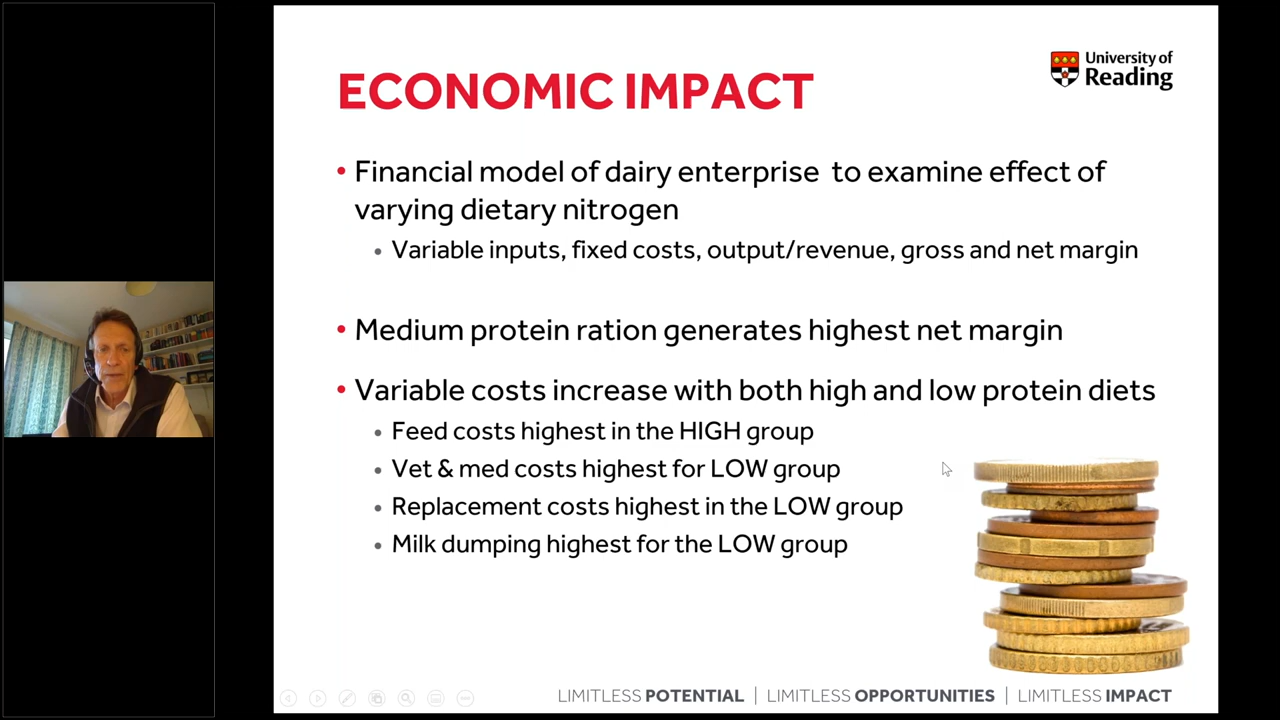 University of
Reading
ECONOMIC IMPACT
• Financial model of dairy enterprise to examine effect of
varying dietary nitrogen
• Variable inputs, fixed costs, output/revenue, gross and net margin
• Medium protein ration generates highest net margin
• Variable costs increase with both high and low protein diets
• Feed costs highest in the HIGH group
• Vet & med costs highest for LOW group
• Replacement costs highest in the LOW group
• Milk dumping highest for the LOW group
LIMITLESS POTENTIAL | LIMITLESS OPPORTUNITIES | LIMITLESS IMPACT